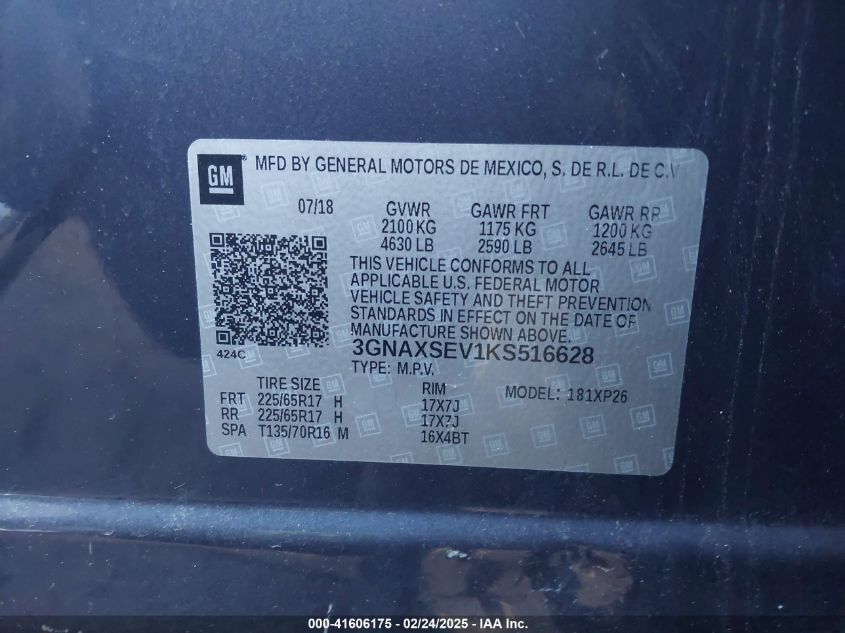 GM
MFD BY GENERAL MOTORS DE MEXICO, S. DE R.L. DE C.V
07/18 GVWR GAWR FRT GAWR RR
2100 KG 1175 KG 1200 KG
4630 LB 2590 LB 2645 LB
THIS VEHICLE CONFORMS TO ALL
APPLICABLE U.S. FEDERAL MOTOR
VEHICLE SAFETY AND THEFT PREVENTION
STANDARDS IN EFFECT ON THE DATE OF
MANUFACTURE SHOWN ABOVE.
424C
3GNAXSEV1KS516628
TYPE: M.P.V.
TIRE SIZE RIM MODEL: 181XP26
FRT 225/65R17 H 17X7J
RR 225/65R17 H 17X7J
SPA T135/70R16 M 16X4BT
000-41606175 — 02/24/2025 - IAAI.com